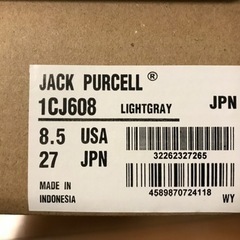 JACK PURCELL®
1CJ608 LIGHTGRAY JPN
8.5 USA
27 JPN
32262327265
MADE IN
INDONESIA
4589870724118
WY